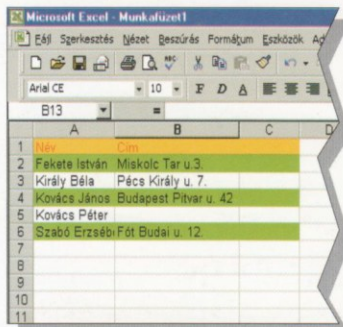 Microsoft Excel - Munkafüzet1
Fájl Szerkesztés Nézet Beszúrás Formátum Eszközök
Arial CE 10 F D A
B13 =
A B C D
1 Név Cím
2 Fekete István Miskolc Tar u.3.
3 Király Béla Pécs Király u. 7.
4 Kovács János Budapest Pitvar u. 42
5 Kovács Péter
6 Szabó Erzséb Fót Budai u. 12.
7
8
9
10
11